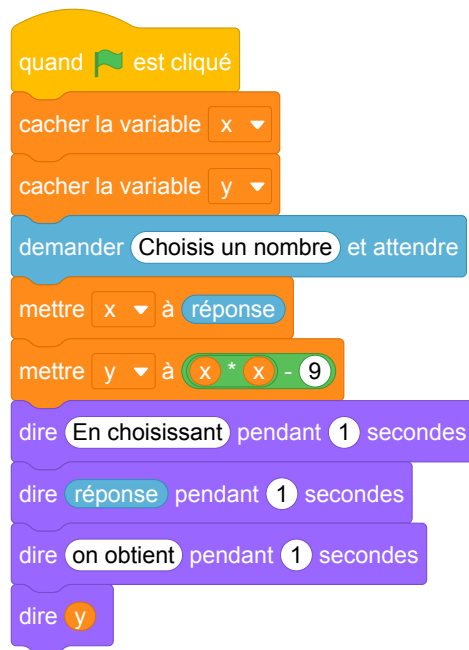 quand est cliqué
cacher la variable x
cacher la variable y
demander Choisis un nombre et attendre
mettre x à réponse
mettre y à x * x - 9
dire En choisissant pendant 1 secondes
dire réponse pendant 1 secondes
dire on obtient pendant 1 secondes
dire y